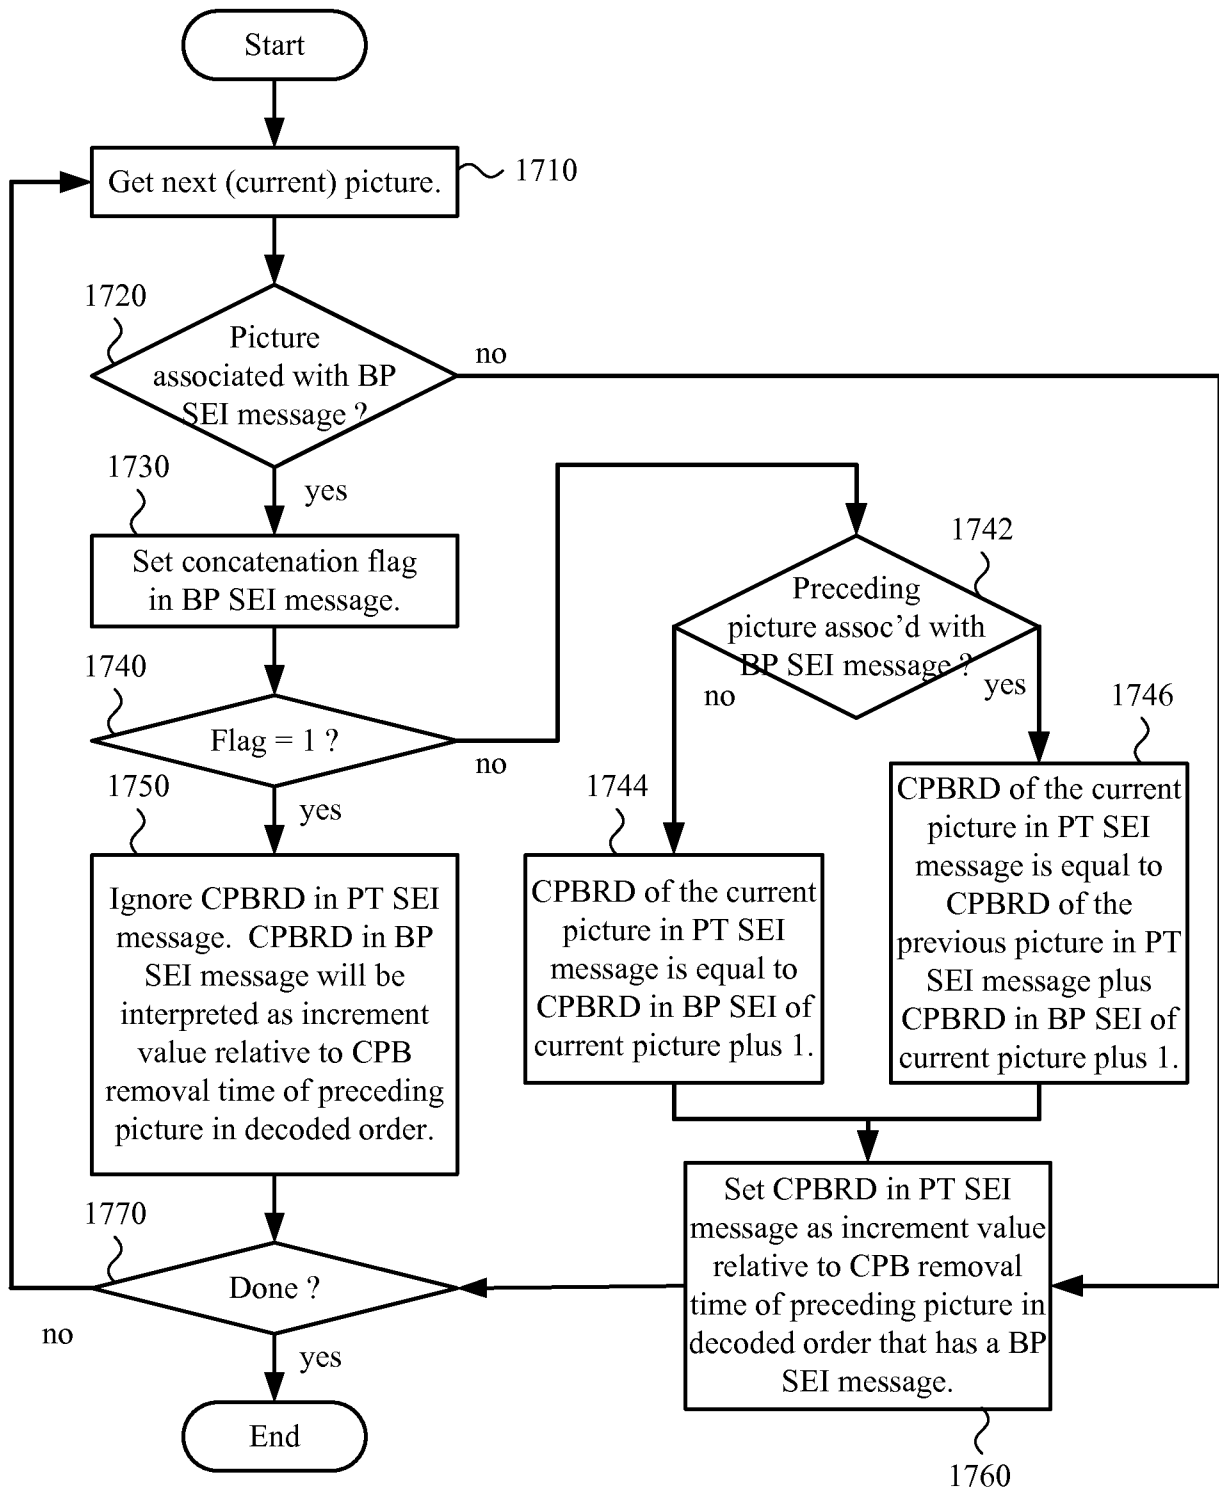 Start
Get next (current) picture.
1710
1720
Picture
associated with BP
SEI message ?
no
yes
1730
Set concatenation flag
in BP SEI message.
1740
Flag = 1 ?
no
yes
1742
Preceding
picture assoc’d with
BP SEI message ?
no
yes
1744
CPBRD of the current
picture in PT SEI
message is equal to
CPBRD in BP SEI of
current picture plus 1.
1746
CPBRD of the current
picture in PT SEI
message is equal to
CPBRD of the
previous picture in PT
SEI message plus
CPBRD in BP SEI of
current picture plus 1.
1750
Ignore CPBRD in PT SEI
message.  CPBRD in BP
SEI message will be
interpreted as increment
value relative to CPB
removal time of preceding
picture in decoded order.
Set CPBRD in PT SEI
message as increment value
relative to CPB removal
time of preceding picture in
decoded order that has a BP
SEI message.
1760
1770
Done ?
no
yes
End